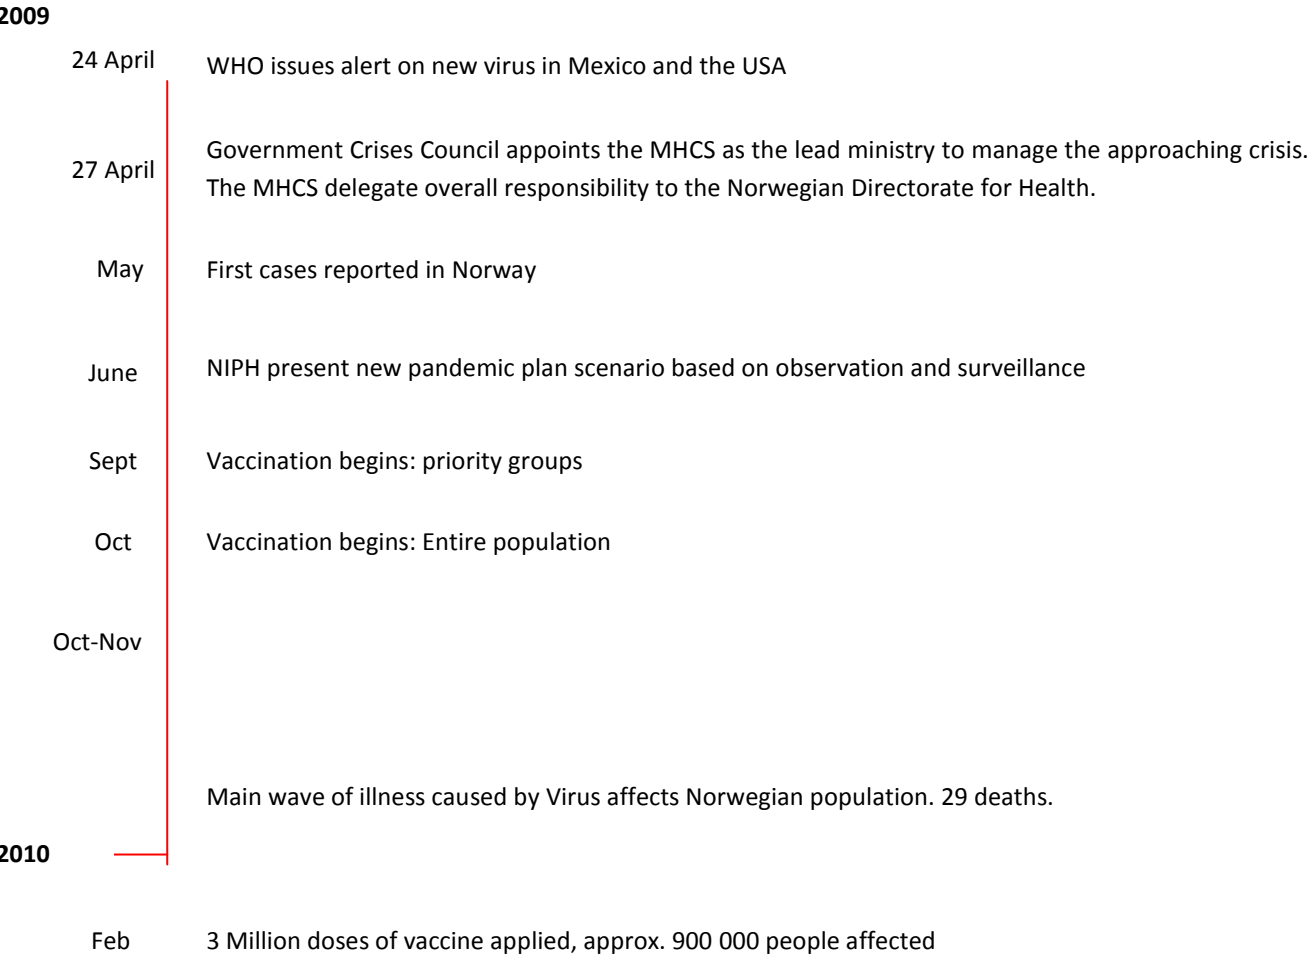 2009
24 April WHO issues alert on new virus in Mexico and the USA
27 April Government Crises Council appoints the MHCS as the lead ministry to manage the approaching crisis.
The MHCS delegate overall responsibility to the Norwegian Directorate for Health.
May First cases reported in Norway
June NIPH present new pandemic plan scenario based on observation and surveillance
Sept Vaccination begins: priority groups
Oct Vaccination begins: Entire population
Oct-Nov
Main wave of illness caused by Virus affects Norwegian population. 29 deaths.
2010
Feb 3 Million doses of vaccine applied, approx. 900 000 people affected